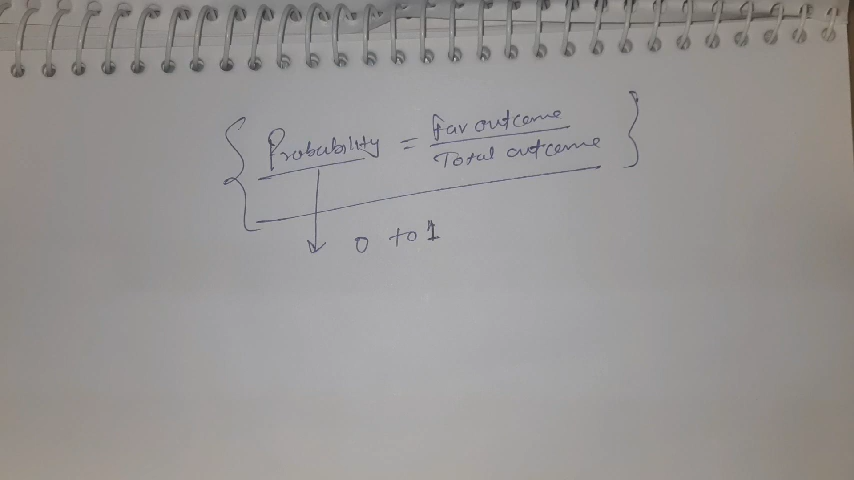 { Probability = fav outcome / Total outcome }
0 to 1